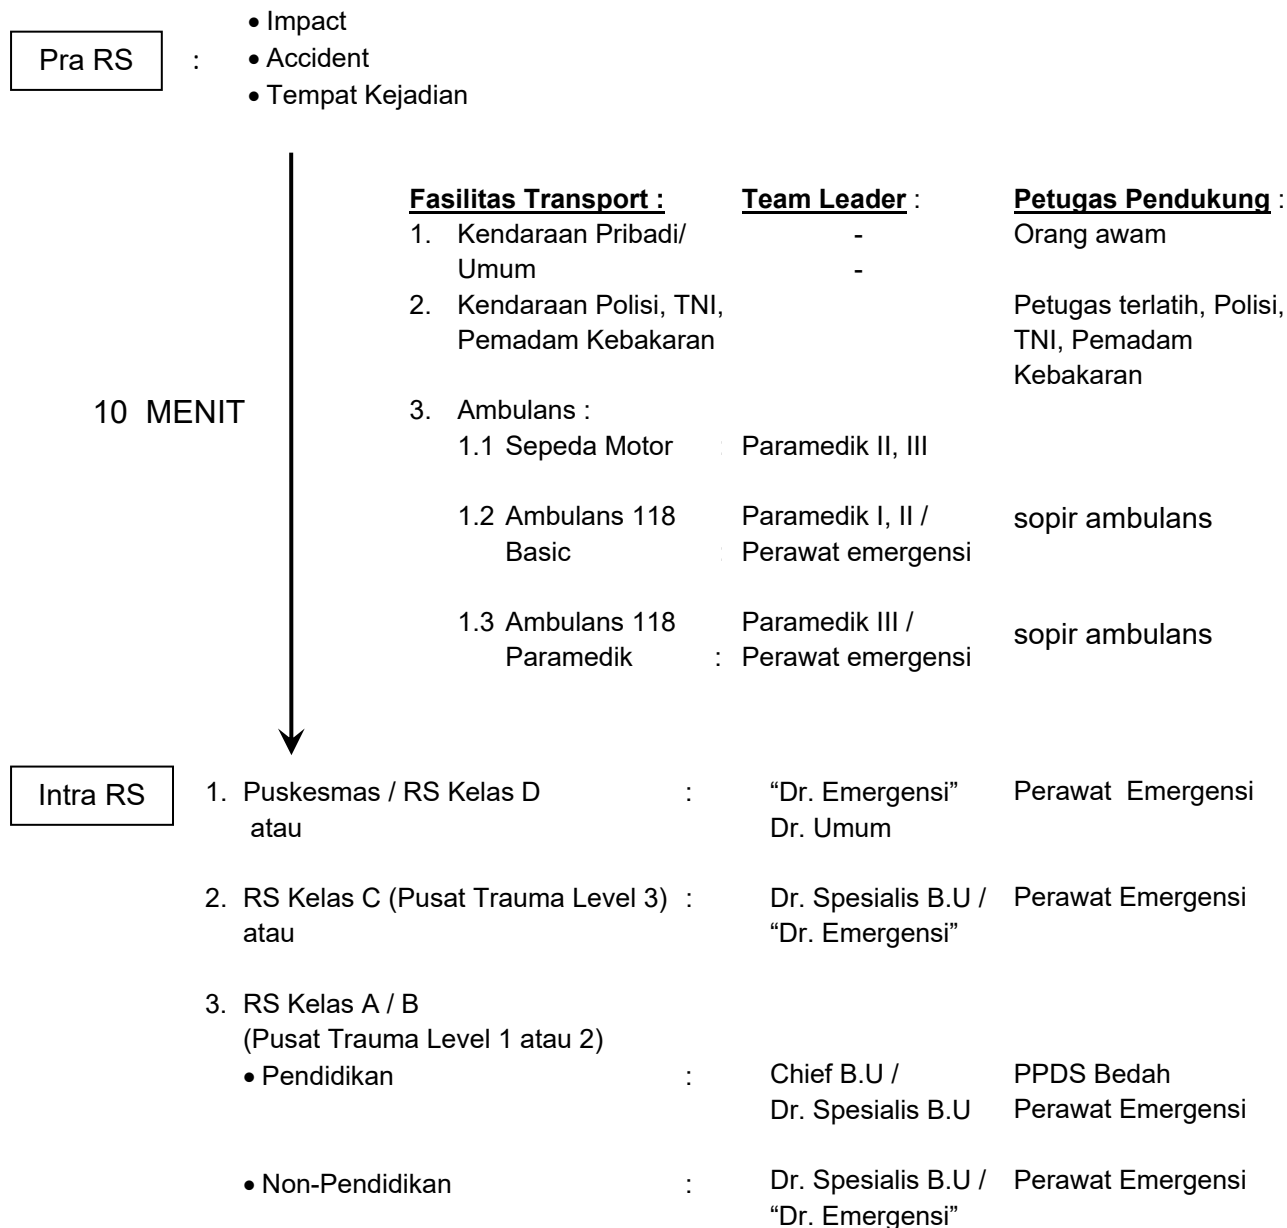 • Impact
Pra RS : • Accident
• Tempat Kejadian
Fasilitas Transport : Team Leader : Petugas Pendukung :
1. Kendaraan Pribadi/ - Orang awam
Umum -
2. Kendaraan Polisi, TNI, Petugas terlatih, Polisi,
Pemadam Kebakaran TNI, Pemadam
Kebakaran
10 MENIT 3. Ambulans :
1.1 Sepeda Motor : Paramedik II, III
1.2 Ambulans 118 Paramedik I, II / sopir ambulans
Basic : Perawat emergensi
1.3 Ambulans 118 Paramedik III / sopir ambulans
Paramedik : Perawat emergensi
Intra RS 1. Puskesmas / RS Kelas D : “Dr. Emergensi” Perawat Emergensi
atau Dr. Umum
2. RS Kelas C (Pusat Trauma Level 3) : Dr. Spesialis B.U / Perawat Emergensi
atau “Dr. Emergensi”
3. RS Kelas A / B
(Pusat Trauma Level 1 atau 2)
• Pendidikan : Chief B.U / PPDS Bedah
Dr. Spesialis B.U Perawat Emergensi
• Non-Pendidikan : Dr. Spesialis B.U / Perawat Emergensi
“Dr. Emergensi”